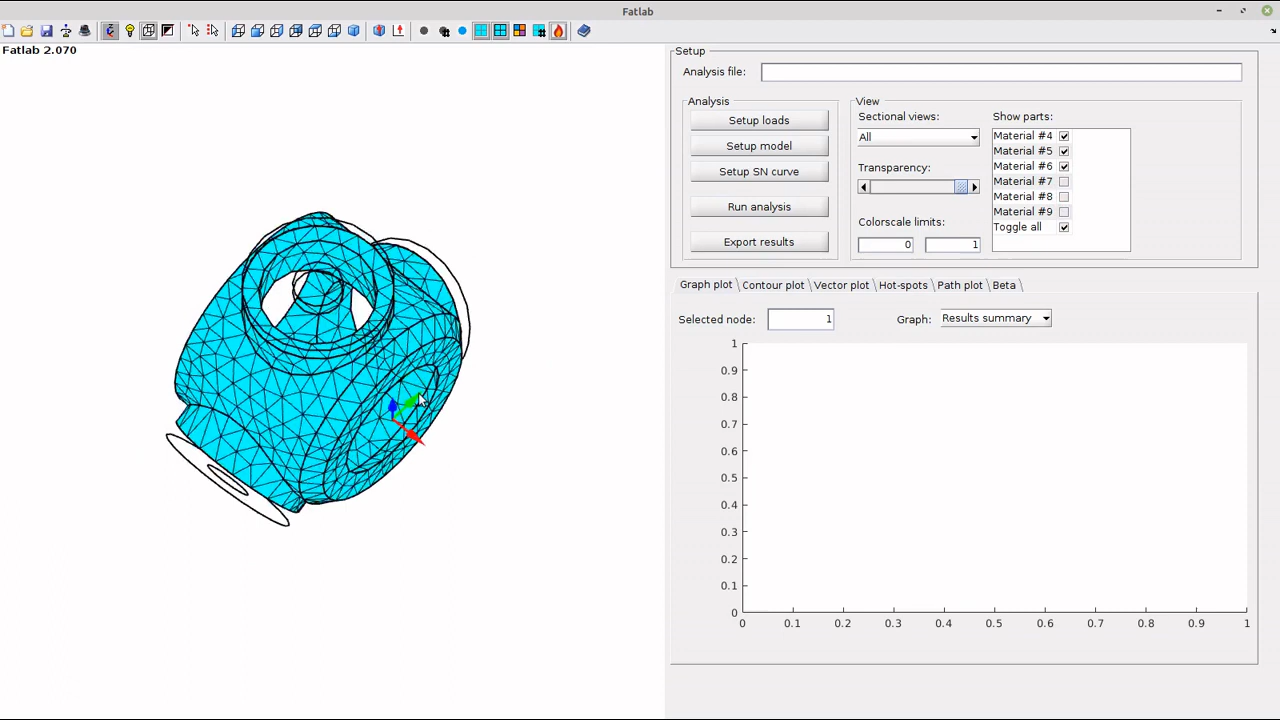 Fatlab
Fatlab 2.070
Setup
Analysis file:
Analysis
Setup loads
Setup model
Setup SN curve
Run analysis
Export results
View
Sectional views:
All
Transparency:
Colorscale limits:
0 1
Show parts:
Material #4
Material #5
Material #6
Material #7
Material #8
Material #9
Toggle all
Graph plot Contour plot Vector plot Hot-spots Path plot Beta
Selected node: 1 Graph: Results summary
1
0.9
0.8
0.7
0.6
0.5
0.4
0.3
0.2
0.1
0
0 0.1 0.2 0.3 0.4 0.5 0.6 0.7 0.8 0.9 1